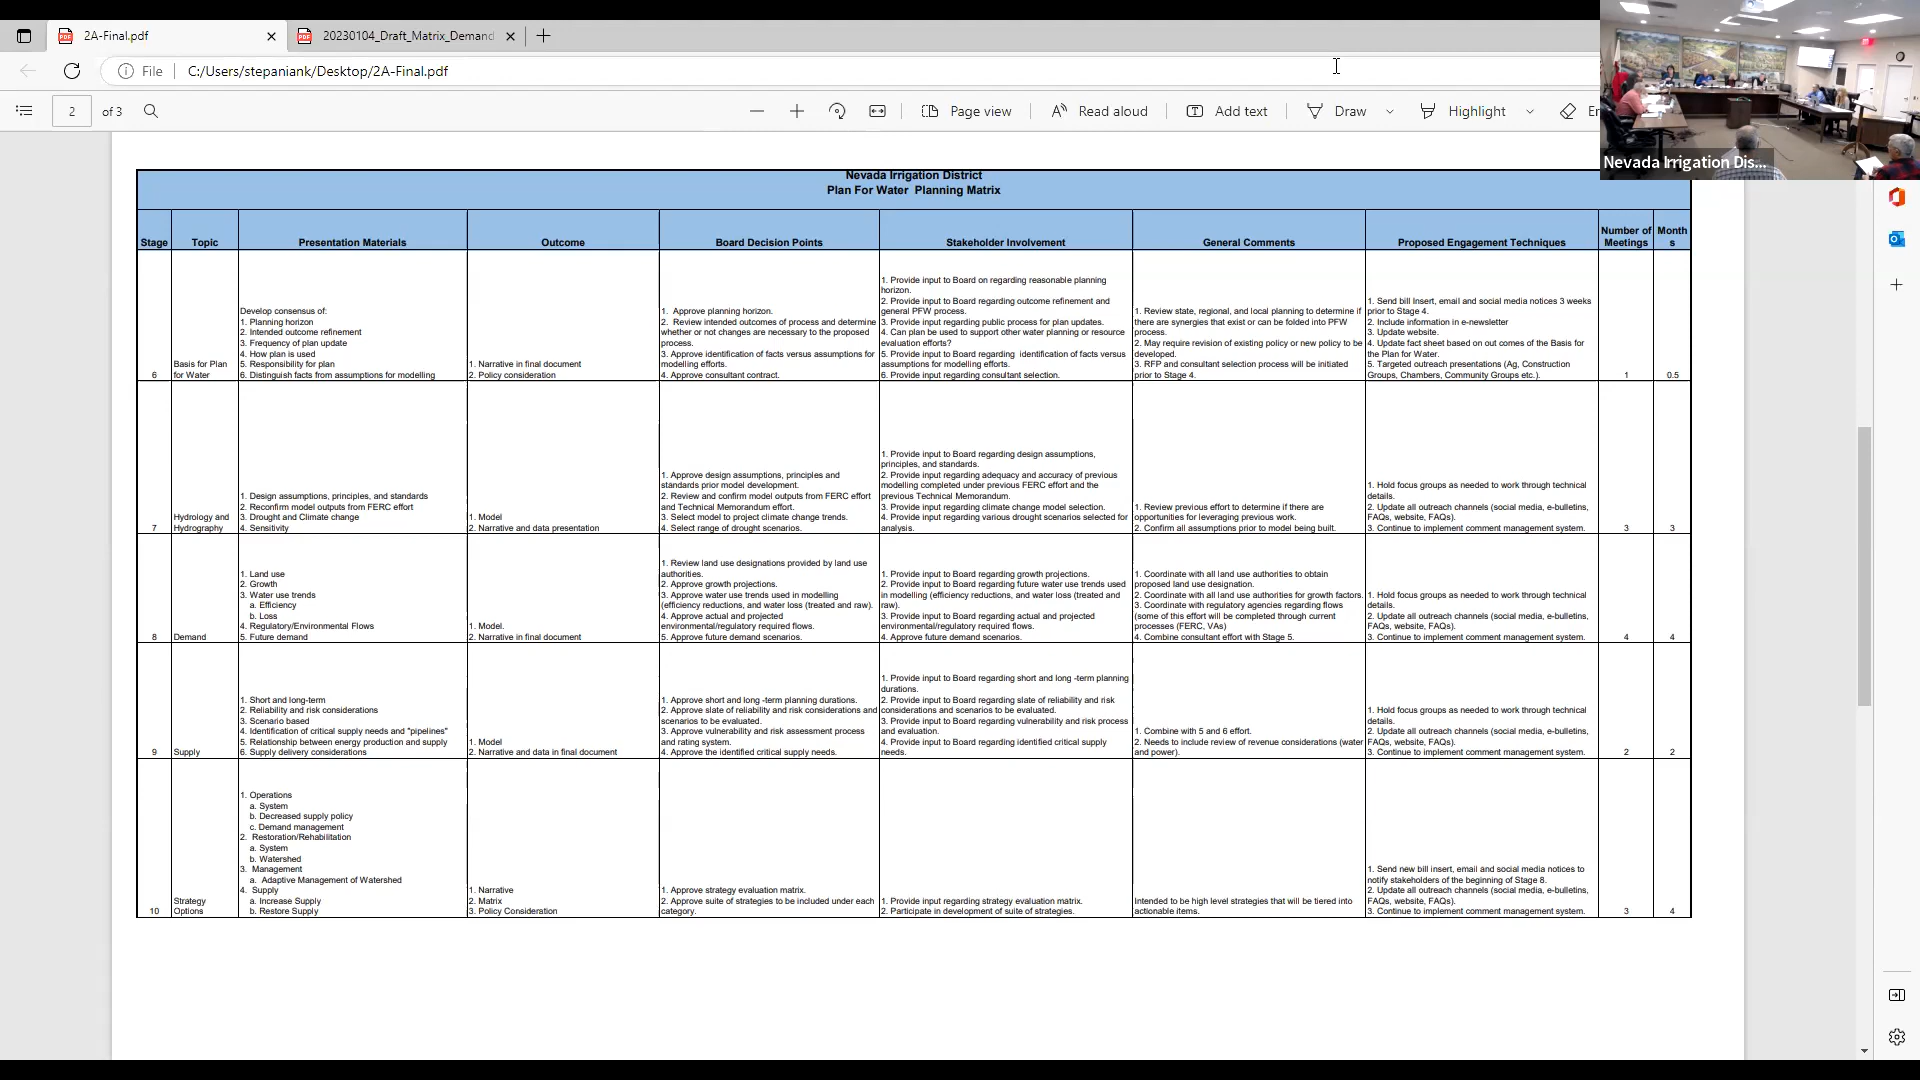 2A-Final.pdf
20230104_Draft_Matrix_Demand
File
C:/Users/stepaniank/Desktop/2A-Final.pdf
2
of 3
Page view
Read aloud
Add text
Draw
Highlight
Er
Nevada Irrigation Dis...
Nevada Irrigation District
Plan For Water Planning Matrix
Stage
Topic
Presentation Materials
Outcome
Board Decision Points
Stakeholder Involvement
General Comments
Proposed Engagement Techniques
Number of
Meetings
Month
s
6
Basis for Plan
for Water
Develop consensus of:
1. Planning horizon
2. Intended outcome refinement
3. Frequency of plan update
4. How plan is used
5. Responsibility for plan
6. Distinguish facts from assumptions for modelling
1. Narrative in final document
2. Policy consideration
1. Approve planning horizon.
2. Review intended outcomes of process and determine
whether or not changes are necessary to the proposed
process.
3. Approve identification of facts versus assumptions for
modelling efforts.
4. Approve consultant contract.
1. Provide input to Board on regarding reasonable planning
horizon.
2. Provide input to Board regarding outcome refinement and
general PFW process.
3. Provide input regarding public process for plan updates.
4. Can plan be used to support other water planning or resource
evaluation efforts?
5. Provide input to Board regarding identification of facts versus
assumptions for modelling efforts.
6. Provide input regarding consultant selection.
1. Review state, regional, and local planning to determine if
there are synergies that exist or can be folded into PFW
process.
2. May require revision of existing policy or new policy to be
developed.
3. RFP and consultant selection process will be initiated
prior to Stage 4.
1. Send bill Insert, email and social media notices 3 weeks
prior to Stage 4.
2. Include information in e-newsletter
3. Update website.
4. Update fact sheet based on out comes of the Basis for
the Plan for Water.
5. Targeted outreach presentations (Ag, Construction
Groups, Chambers, Community Groups etc.).
1
0.5
7
Hydrology and
Hydrography
1. Design assumptions, principles, and standards
2. Reconfirm model outputs from FERC effort
3. Drought and Climate change
4. Sensitivity
1. Model
2. Narrative and data presentation
1. Approve design assumptions, principles and
standards prior model development.
2. Review and confirm model outputs from FERC effort
and Technical Memorandum effort.
3. Select model to project climate change trends.
4. Select range of drought scenarios.
1. Provide input to Board regarding design assumptions,
principles, and standards.
2. Provide input regarding adequacy and accuracy of previous
modelling completed under previous FERC effort and the
previous Technical Memorandum.
3. Provide input regarding climate change model selection.
4. Provide input regarding various drought scenarios selected for
analysis.
1. Review previous effort to determine if there are
opportunities for leveraging previous work.
2. Confirm all assumptions prior to model being built.
1. Hold focus groups as needed to work through technical
details.
2. Update all outreach channels (social media, e-bulletins,
FAQs, website, FAQs).
3. Continue to implement comment management system.
3
3
8
Demand
1. Land use
2. Growth
3. Water use trends
a. Efficiency
b. Loss
4. Regulatory/Environmental Flows
5. Future demand
1. Model.
2. Narrative in final document
1. Review land use designations provided by land use
authorities.
2. Approve growth projections.
3. Approve water use trends used in modelling
(efficiency reductions, and water loss (treated and raw).
4. Approve actual and projected
environmental/regulatory required flows.
5. Approve future demand scenarios.
1. Provide input to Board regarding growth projections.
2. Provide input to Board regarding future water use trends used
in modelling (efficiency reductions, and water loss (treated and
raw).
3. Provide input to Board regarding actual and projected
environmental/regulatory required flows.
4. Approve future demand scenarios.
1. Coordinate with all land use authorities to obtain
proposed land use designation.
2. Coordinate with all land use authorities for growth factors.
3. Coordinate with regulatory agencies regarding flows
(some of this effort will be completed through current
processes (FERC, VAs)
4. Combine consultant effort with Stage 5.
1. Hold focus groups as needed to work through technical
details.
2. Update all outreach channels (social media, e-bulletins,
FAQs, website, FAQs).
3. Continue to implement comment management system.
4
4
9
Supply
1. Short and long-term
2. Reliability and risk considerations
3. Scenario based
4. Identification of critical supply needs and "pipelines"
5. Relationship between energy production and supply
6. Supply delivery considerations
1. Model
2. Narrative and data in final document
1. Approve short and long -term planning durations.
2. Approve slate of reliability and risk considerations and
scenarios to be evaluated.
3. Approve vulnerability and risk assessment process
and rating system.
4. Approve the identified critical supply needs.
1. Provide input to Board regarding short and long -term planning
durations.
2. Provide input to Board regarding slate of reliability and risk
considerations and scenarios to be evaluated.
3. Provide input to Board regarding vulnerability and risk process
and evaluation.
4. Provide input to Board regarding identified critical supply
needs.
1. Combine with 5 and 6 effort.
2. Needs to include review of revenue considerations (water
and power).
1. Hold focus groups as needed to work through technical
details.
2. Update all outreach channels (social media, e-bulletins,
FAQs, website, FAQs).
3. Continue to implement comment management system.
2
2
10
Strategy
Options
1. Operations
a. System
b. Decreased supply policy
c. Demand management
2. Restoration/Rehabilitation
a. System
b. Watershed
3. Management
a. Adaptive Management of Watershed
4. Supply
a. Increase Supply
b. Restore Supply
1. Narrative
2. Matrix
3. Policy Consideration
1. Approve strategy evaluation matrix.
2. Approve suite of strategies to be included under each
category.
1. Provide input regarding strategy evaluation matrix.
2. Participate in development of suite of strategies.
Intended to be high level strategies that will be tiered into
actionable items.
1. Send new bill insert, email and social media notices to
notify stakeholders of the beginning of Stage 8.
2. Update all outreach channels (social media, e-bulletins,
FAQs, website, FAQs).
3. Continue to implement comment management system.
3
4